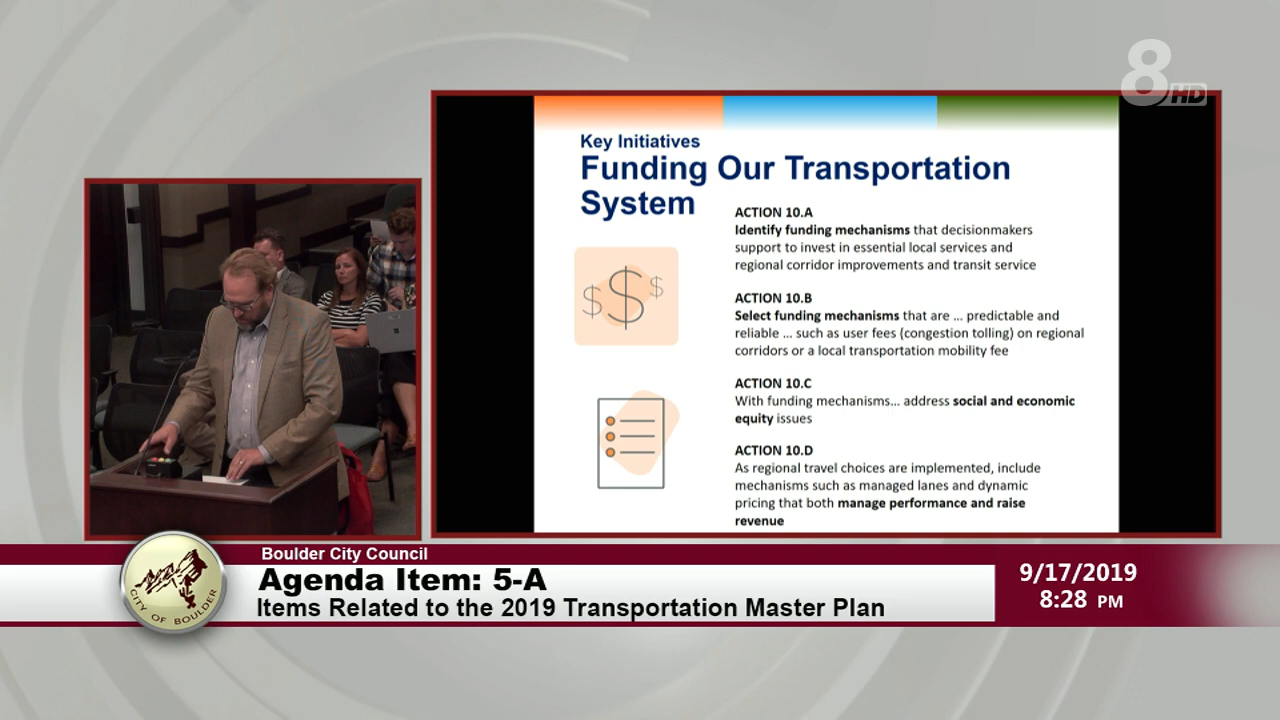 8
HD
Key Initiatives
Funding Our Transportation
System
ACTION 10.A
Identify funding mechanisms that decisionmakers
support to invest in essential local services and
regional corridor improvements and transit service
ACTION 10.B
Select funding mechanisms that are ... predictable and
reliable ... such as user fees (congestion tolling) on regional
corridors or a local transportation mobility fee
ACTION 10.C
With funding mechanisms... address social and economic
equity issues
ACTION 10.D
As regional travel choices are implemented, include
mechanisms such as managed lanes and dynamic
pricing that both manage performance and raise
revenue
$ $ $
Boulder City Council
Agenda Item: 5-A
Items Related to the 2019 Transportation Master Plan
9/17/2019
8:28 PM
CITY OF BOULDER